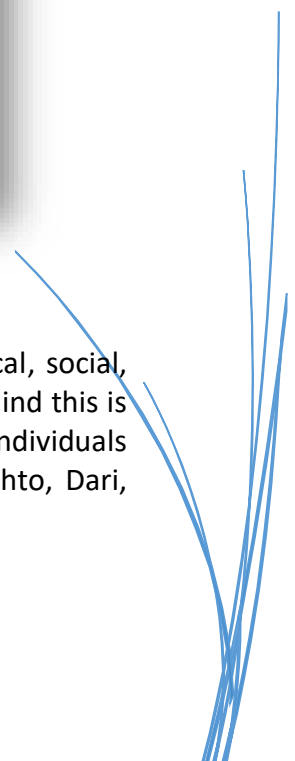 cal, social,
ind this is
ndividuals
hto, Dari,